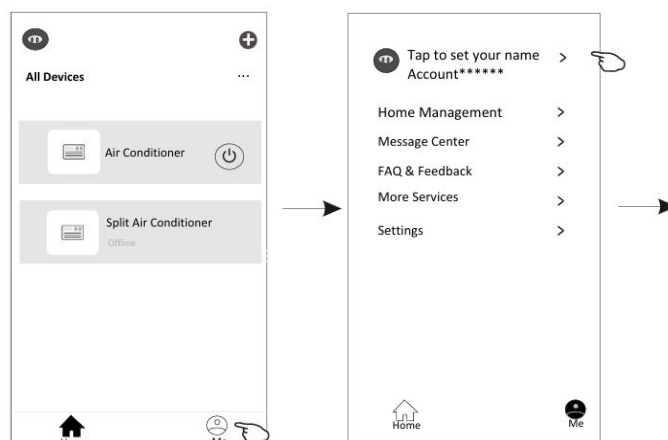 All Devices
...
Air Conditioner
Split Air Conditioner
Offline
Tap to set your name
Account******
Home Management
Message Center
FAQ & Feedback
More Services
Settings
Home
Me